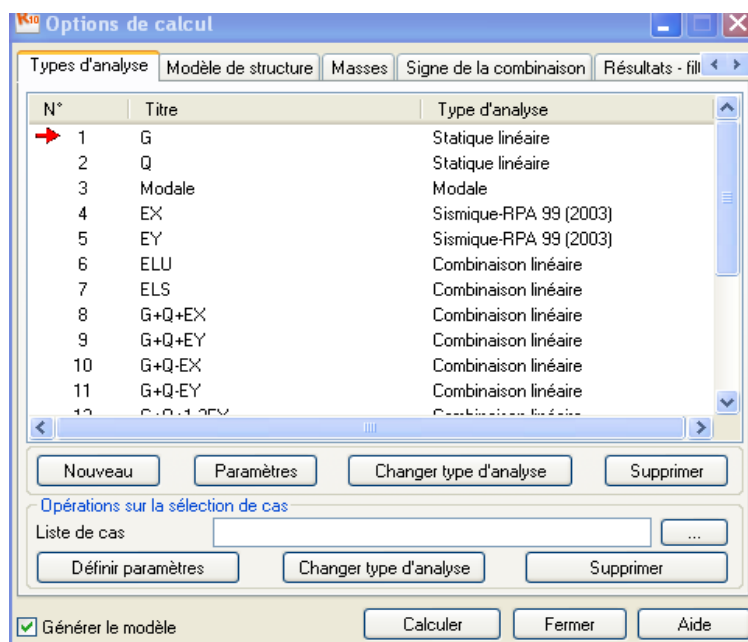 R10 Options de calcul
Types d'analyse Modèle de structure Masses Signe de la combinaison Résultats - fil
N° Titre Type d'analyse
1 G Statique linéaire
2 Q Statique linéaire
3 Modale Modale
4 EX Sismique-RPA 99 (2003)
5 EY Sismique-RPA 99 (2003)
6 ELU Combinaison linéaire
7 ELS Combinaison linéaire
8 G+Q+EX Combinaison linéaire
9 G+Q+EY Combinaison linéaire
10 G+Q-EX Combinaison linéaire
11 G+Q-EY Combinaison linéaire
Nouveau Paramètres Changer type d'analyse Supprimer
Opérations sur la sélection de cas
Liste de cas ...
Définir paramètres Changer type d'analyse Supprimer
Générer le modèle Calculer Fermer Aide